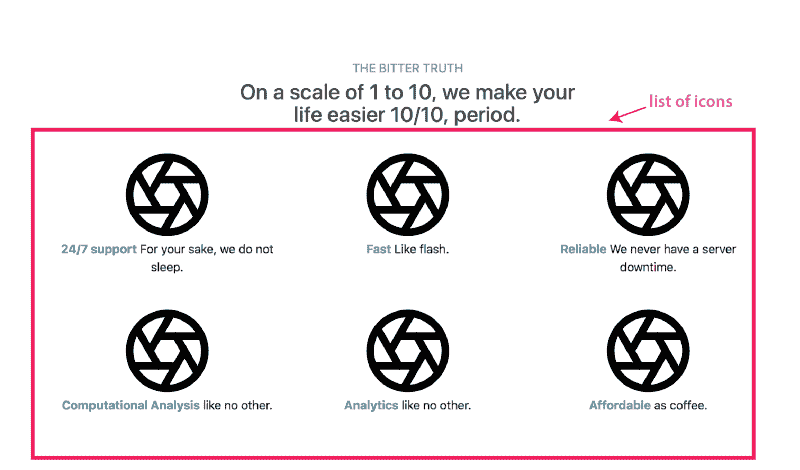 THE BITTER TRUTH
On a scale of 1 to 10, we make your
life easier 10/10, period.
list of icons
24/7 support For your sake, we do not
sleep.
Fast Like flash.
Reliable We never have a server
downtime.
Computational Analysis like no other.
Analytics like no other.
Affordable as coffee.